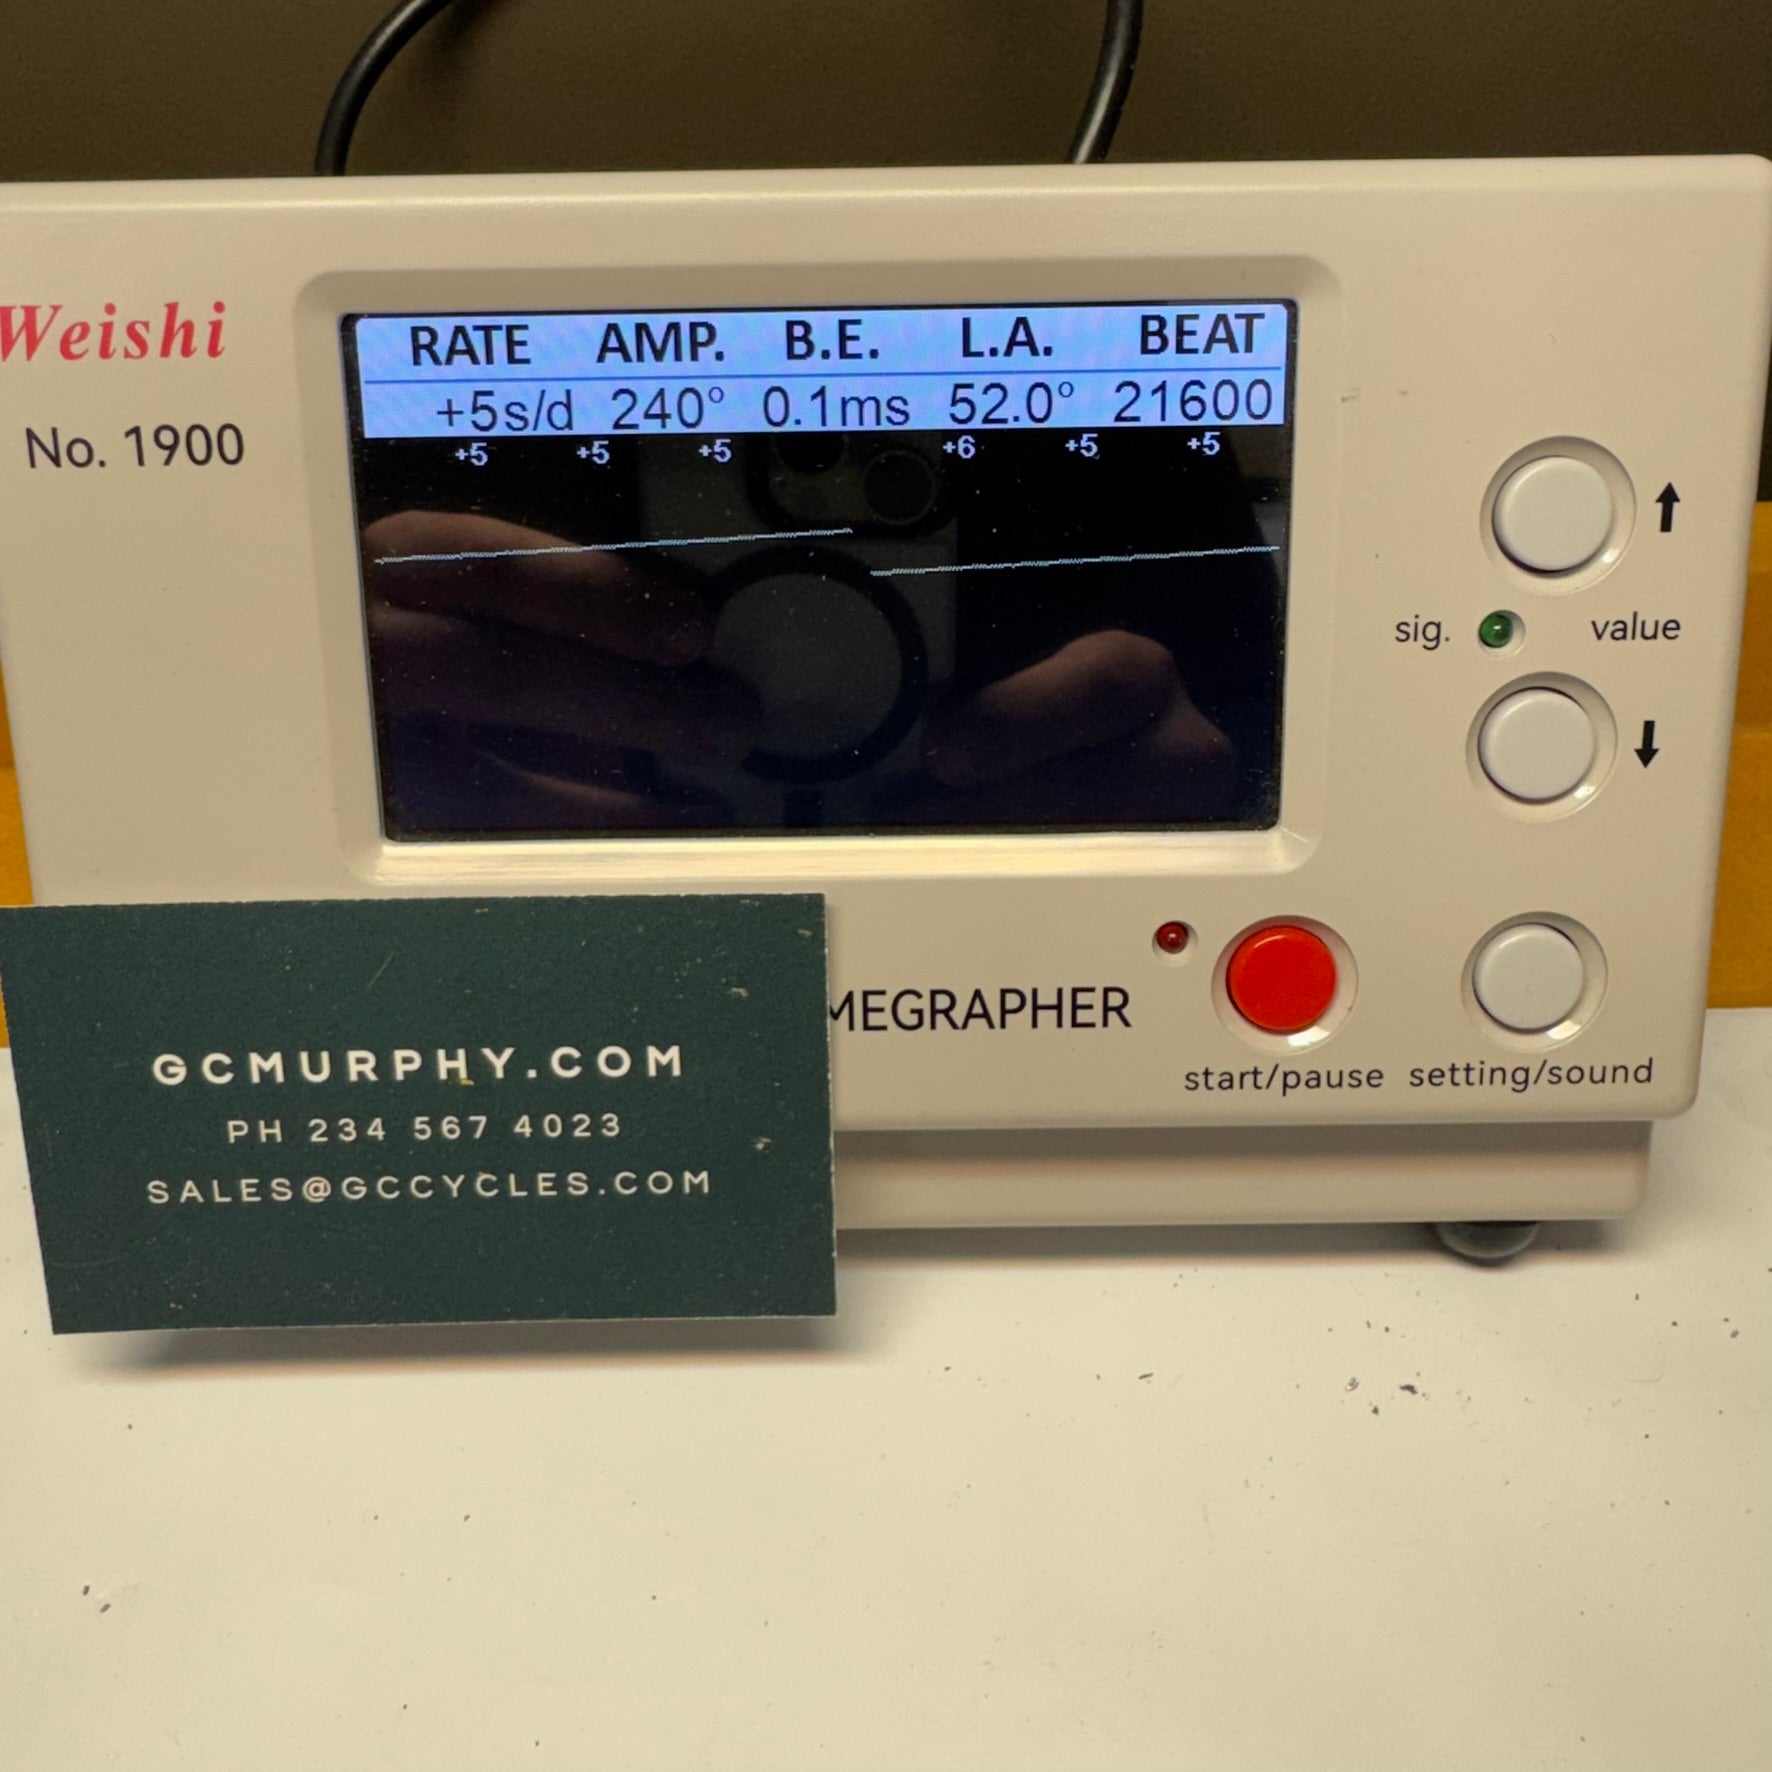 Weishi
No. 1900
RATE AMP. B.E. L.A. BEAT
+5s/d 240° 0.1ms 52.0° 21600
+5 +5 +5 +6 +5 +5
sig. value
MEGRAPHER
start/pause setting/sound
GCMURPHY.COM
PH 234 567 4023
SALES@GCCYCLES.COM